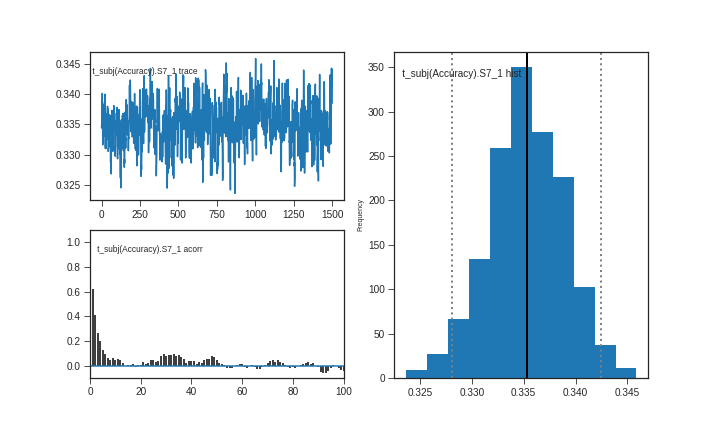 t_subj(Accuracy).S7_1 trace
0.345
0.340
0.335
0.330
0.325
0 250 500 750 1000 1250 1500
t_subj(Accuracy).S7_1 acorr
1.0
0.8
0.6
0.4
0.2
0.0
0 20 40 60 80 100
t_subj(Accuracy).S7_1 hist
Frequency
350
300
250
200
150
100
50
0
0.325 0.330 0.335 0.340 0.345